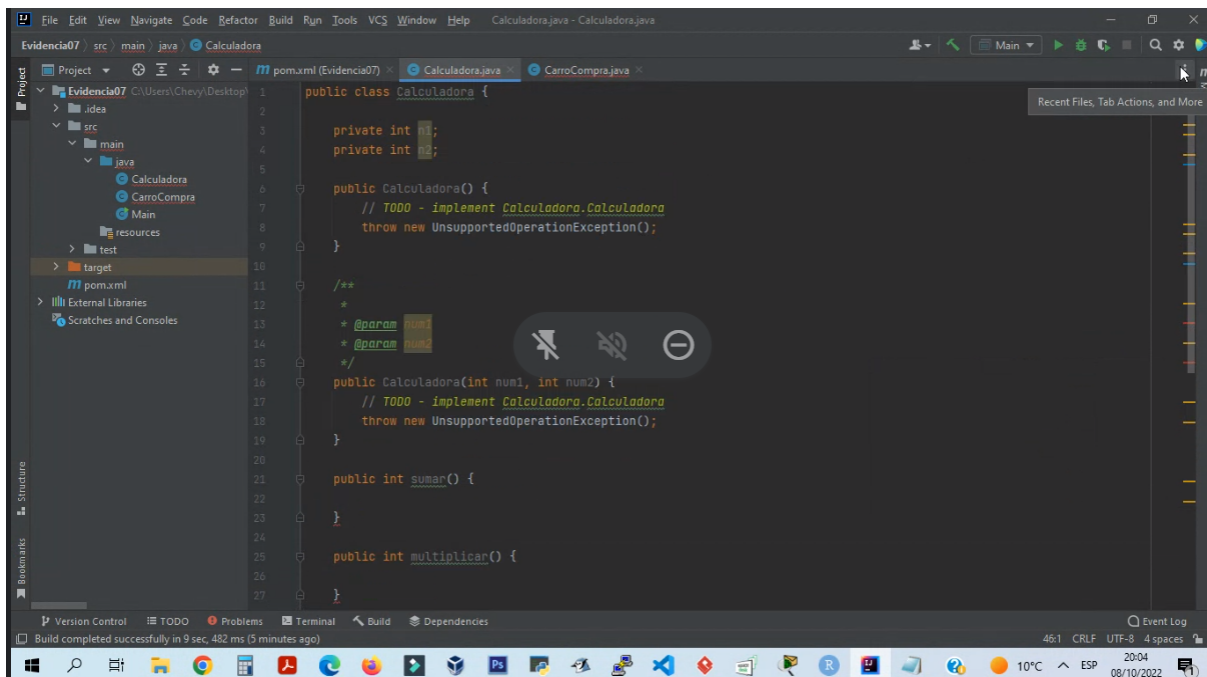 File Edit View Navigate Code Refactor Build Run Tools VCS Window Help Calculadora.java - Calculadora.java
Evidencia07 src main java Calculadora Main
Project pom.xml (Evidencia07) Calculadora.java CarroCompra.java
Recent Files, Tab Actions, and More
Project
Evidencia07 C:\Users\Chevy\Desktop\
.idea
src
main
java
Calculadora
CarroCompra
Main
resources
test
target
pom.xml
External Libraries
Scratches and Consoles
1 public class Calculadora {
2
3 private int n1;
4 private int n2;
5
6 public Calculadora() {
7 // TODO - implement Calculadora.Calculadora
8 throw new UnsupportedOperationException();
9 }
10
11 /**
12 *
13 * @param num1
14 * @param num2
15 */
16 public Calculadora(int num1, int num2) {
17 // TODO - implement Calculadora.Calculadora
18 throw new UnsupportedOperationException();
19 }
20
21 public int sumar() {
22
23 }
24
25 public int multiplicar() {
26
27 }
Structure
Bookmarks
Version Control TODO Problems Terminal Build Dependencies Event Log
Build completed successfully in 9 sec, 482 ms (5 minutes ago) 46:1 CRLF UTF-8 4 spaces
Ps R 10°C ESP 20:04
08/10/2022